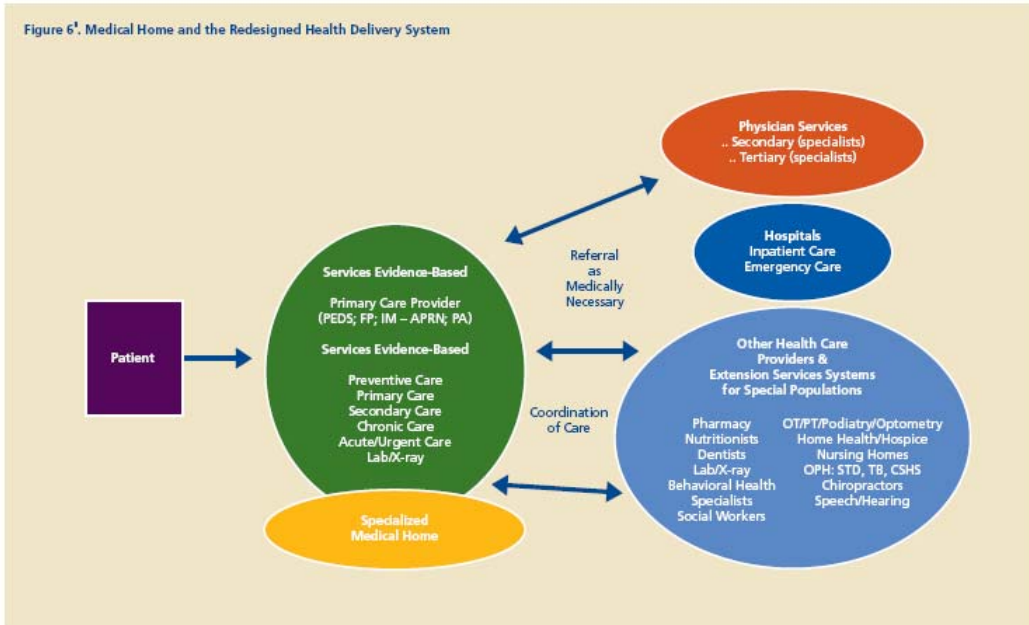 Figure 6¹. Medical Home and the Redesigned Health Delivery System
Patient
Services Evidence-Based
Primary Care Provider
(PEDS; FP; IM – APRN; PA)
Services Evidence-Based
Preventive Care
Primary Care
Secondary Care
Chronic Care
Acute/Urgent Care
Lab/X-ray
Specialized
Medical Home
Referral
as
Medically
Necessary
Coordination
of Care
Physician Services
.. Secondary (specialists)
.. Tertiary (specialists)
Hospitals
Inpatient Care
Emergency Care
Other Health Care
Providers &
Extension Services Systems
for Special Populations
Pharmacy
Nutritionists
Dentists
Lab/X-ray
Behavioral Health
Specialists
Social Workers
OT/PT/Podiatry/Optometry
Home Health/Hospice
Nursing Homes
OPH: STD, TB, CSHS
Chiropractors
Speech/Hearing